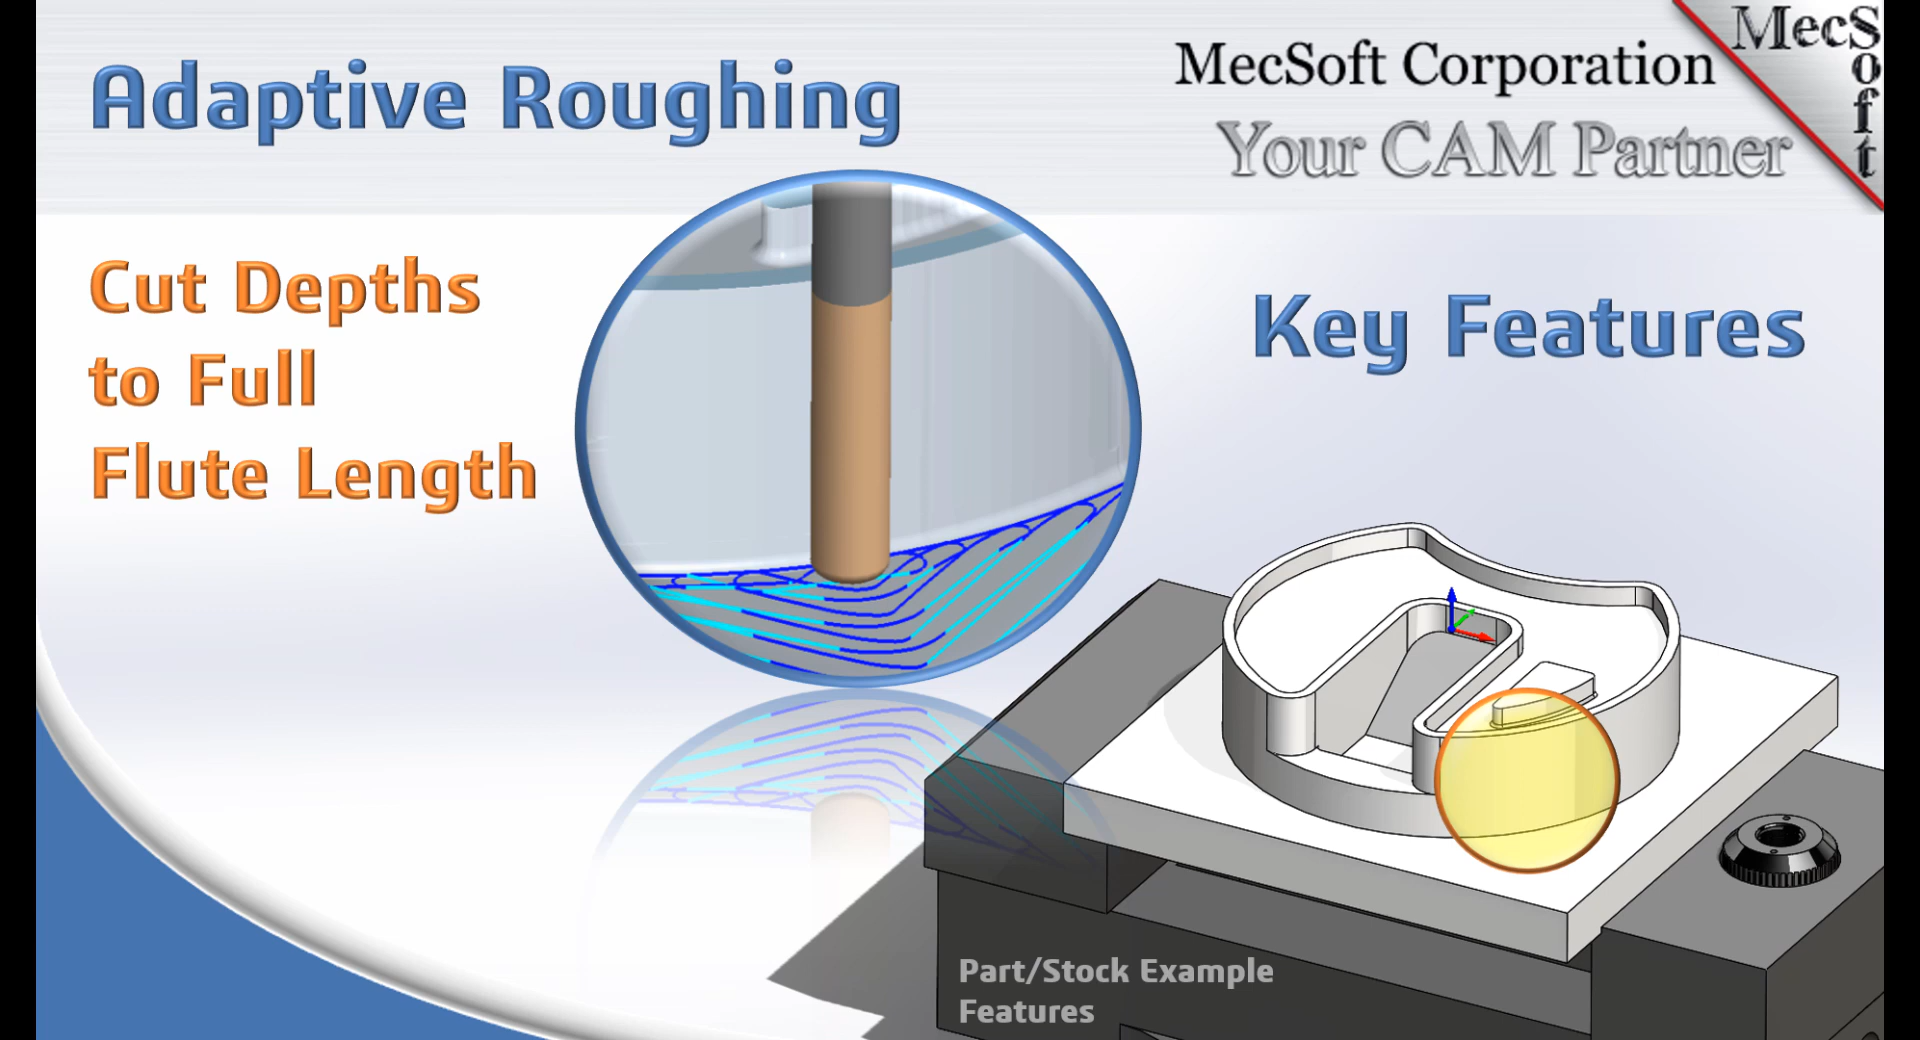 Adaptive Roughing
MecSoft Corporation
Your CAM Partner
MecSoft
Cut Depths
to Full
Flute Length
Key Features
Part/Stock Example
Features